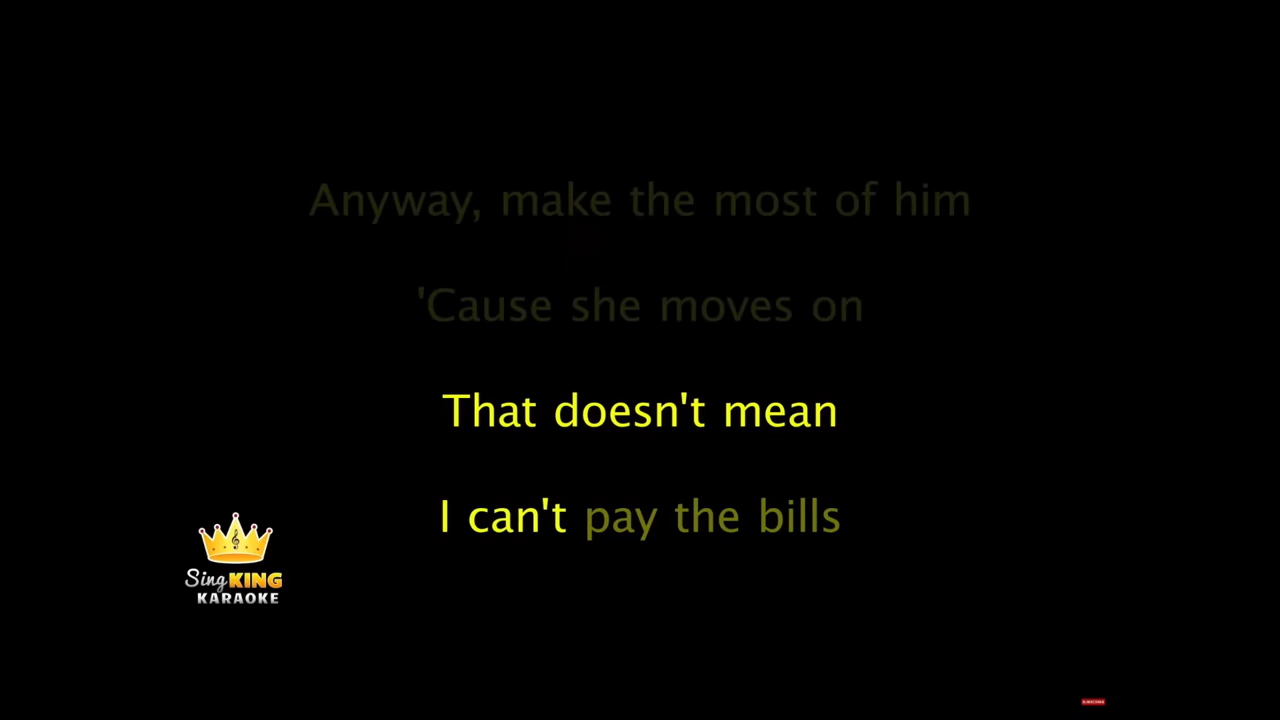 Anyway, make the most of him
'Cause she moves on
That doesn't mean
I can't pay the bills
Sing KING
KARAOKE
SUBSCRIBE